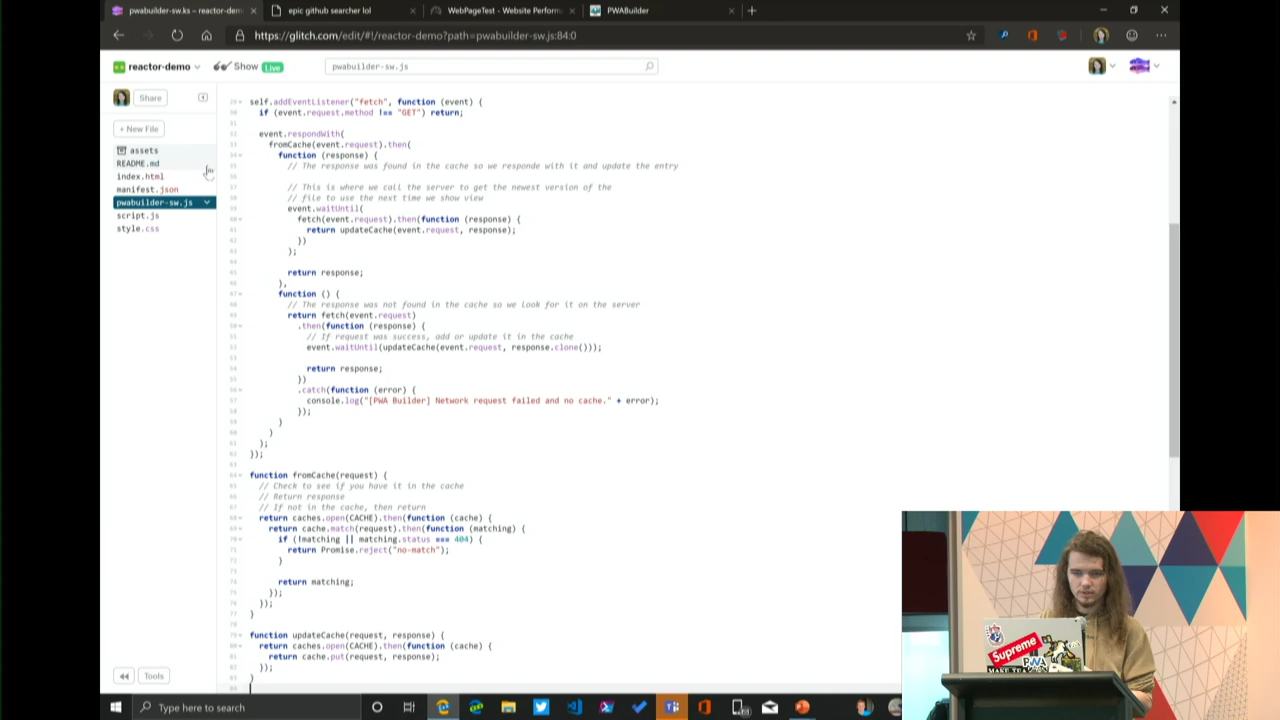 pwabuilder-sw.ks — reactor-dem
epic github searcher lol
WebPageTest - Website Perform
PWABuilder
https://glitch.com/edit/#!/reactor-demo?path=pwabuilder-sw.js:84:0
reactor-demo
Show Live
pwabuilder-sw.js
Share
+ New File
assets
README.md
index.html
manifest.json
pwabuilder-sw.js
script.js
style.css
self.addEventListener("fetch", function (event) {
if (event.request.method !== "GET") return;
event.respondWith(
fromCache(event.request).then(
function (response) {
// The response was found in the cache so we responde with it and update the entry
// This is where we call the server to get the newest version of the
// file to use the next time we show view
event.waitUntil(
fetch(event.request).then(function (response) {
return updateCache(event.request, response);
})
);
return response;
},
function () {
// The response was not found in the cache so we look for it on the server
return fetch(event.request)
.then(function (response) {
// If request was success, add or update it in the cache
event.waitUntil(updateCache(event.request, response.clone()));
return response;
})
.catch(function (error) {
console.log("[PWA Builder] Network request failed and no cache." + error);
});
}
)
);
});
function fromCache(request) {
// Check to see if you have it in the cache
// Return response
// If not in the cache, then return
return caches.open(CACHE).then(function (cache) {
return cache.match(request).then(function (matching) {
if (!matching || matching.status === 404) {
return Promise.reject("no-match");
}
return matching;
});
});
}
function updateCache(request, response) {
return caches.open(CACHE).then(function (cache) {
return cache.put(request, response);
});
}
Tools
Type here to search
Supreme
PWA